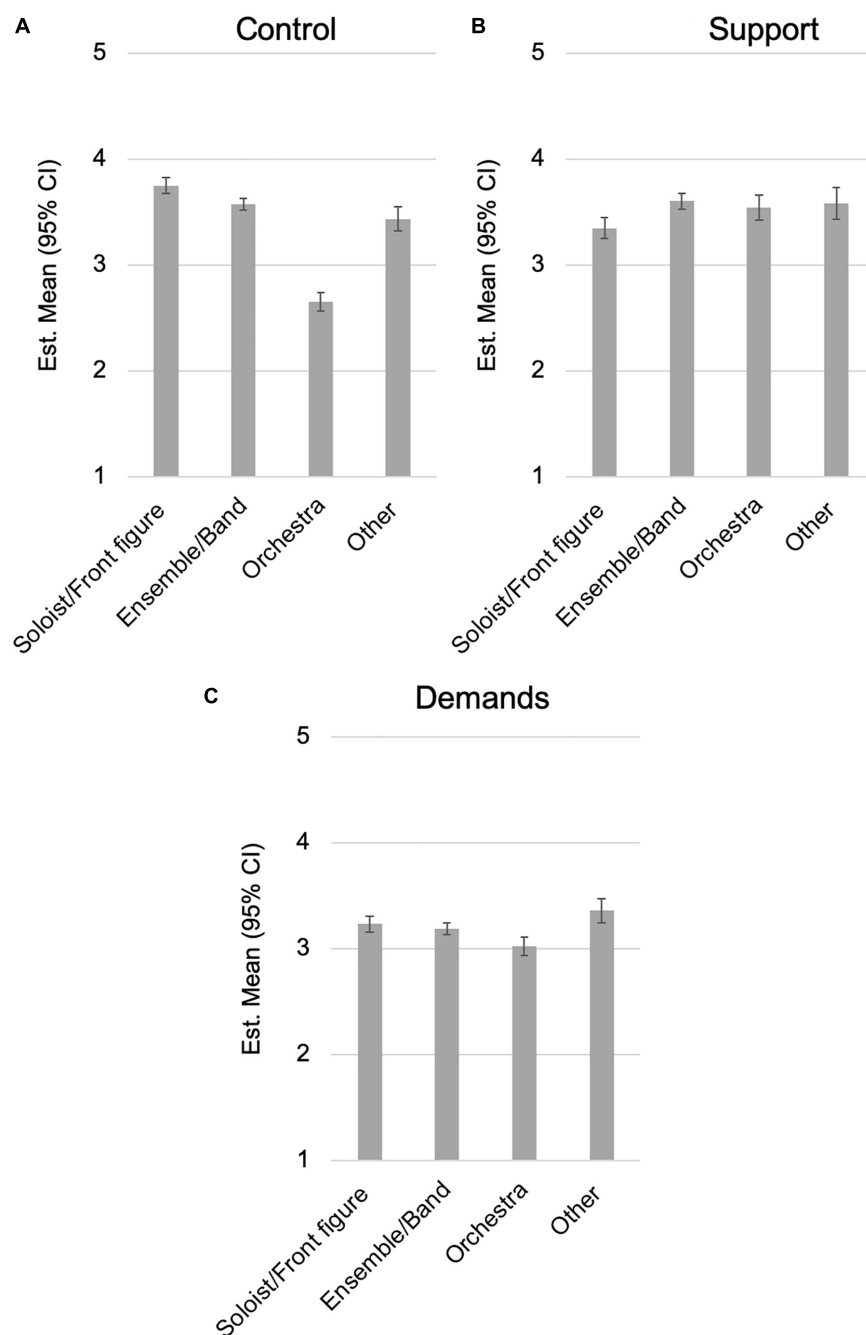 A
Control
5
4
3
2
1
Est. Mean (95% CI)
Soloist/Front figure
Ensemble/Band
Orchestra
Other
B
Support
5
4
3
2
1
Est. Mean (95% CI)
Soloist/Front figure
Ensemble/Band
Orchestra
Other
C
Demands
5
4
3
2
1
Est. Mean (95% CI)
Soloist/Front figure
Ensemble/Band
Orchestra
Other